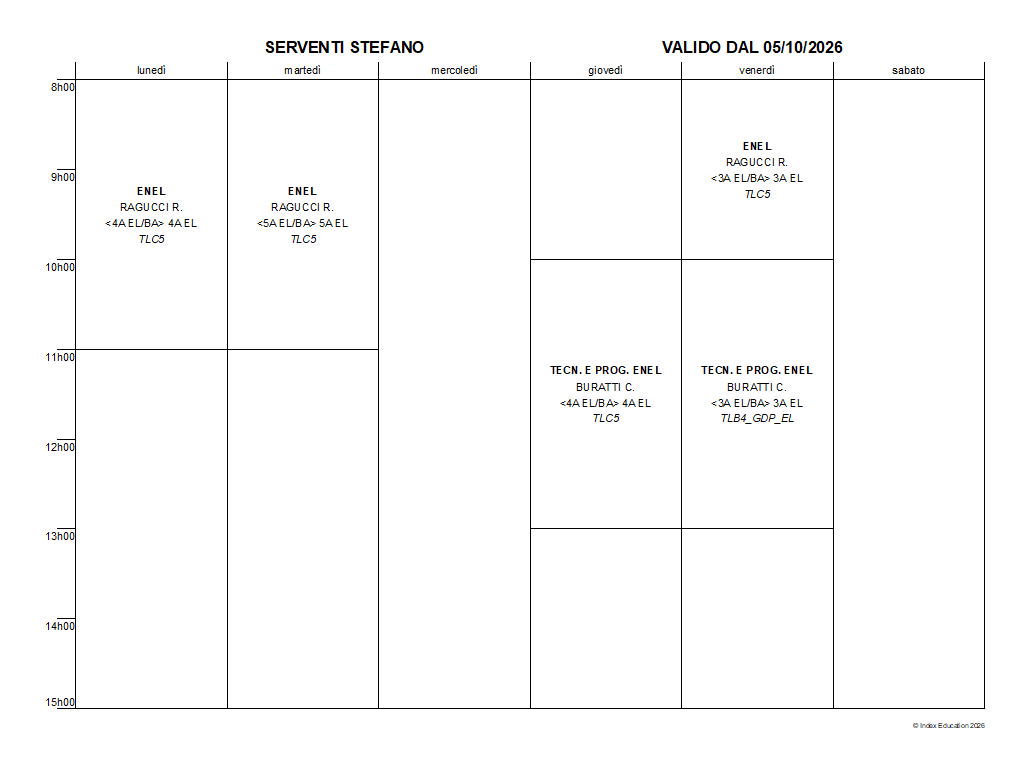 SERVENTI STEFANO
VALIDO DAL 05/10/2026
lunedì
martedì
mercoledì
giovedì
venerdì
sabato
8h00
9h00
10h00
11h00
12h00
13h00
14h00
15h00
ENEL
RAGUCCI R.
<4A EL/BA> 4A EL
TLC5
ENEL
RAGUCCI R.
<5A EL/BA> 5A EL
TLC5
TECN. E PROG. ENEL
BURATTI C.
<4A EL/BA> 4A EL
TLC5
ENEL
RAGUCCI R.
<3A EL/BA> 3A EL
TLC5
TECN. E PROG. ENEL
BURATTI C.
<3A EL/BA> 3A EL
TLB4_GDP_EL
© Index Education 2026